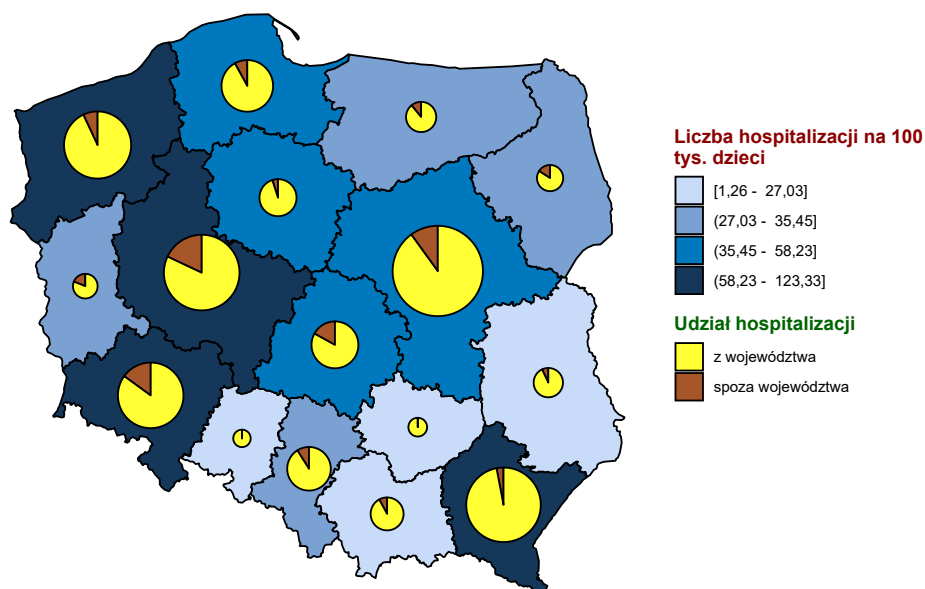 Liczba hospitalizacji na 100
tys. dzieci
[1,26 - 27,03]
(27,03 - 35,45]
(35,45 - 58,23]
(58,23 - 123,33]
Udział hospitalizacji
z województwa
spoza województwa